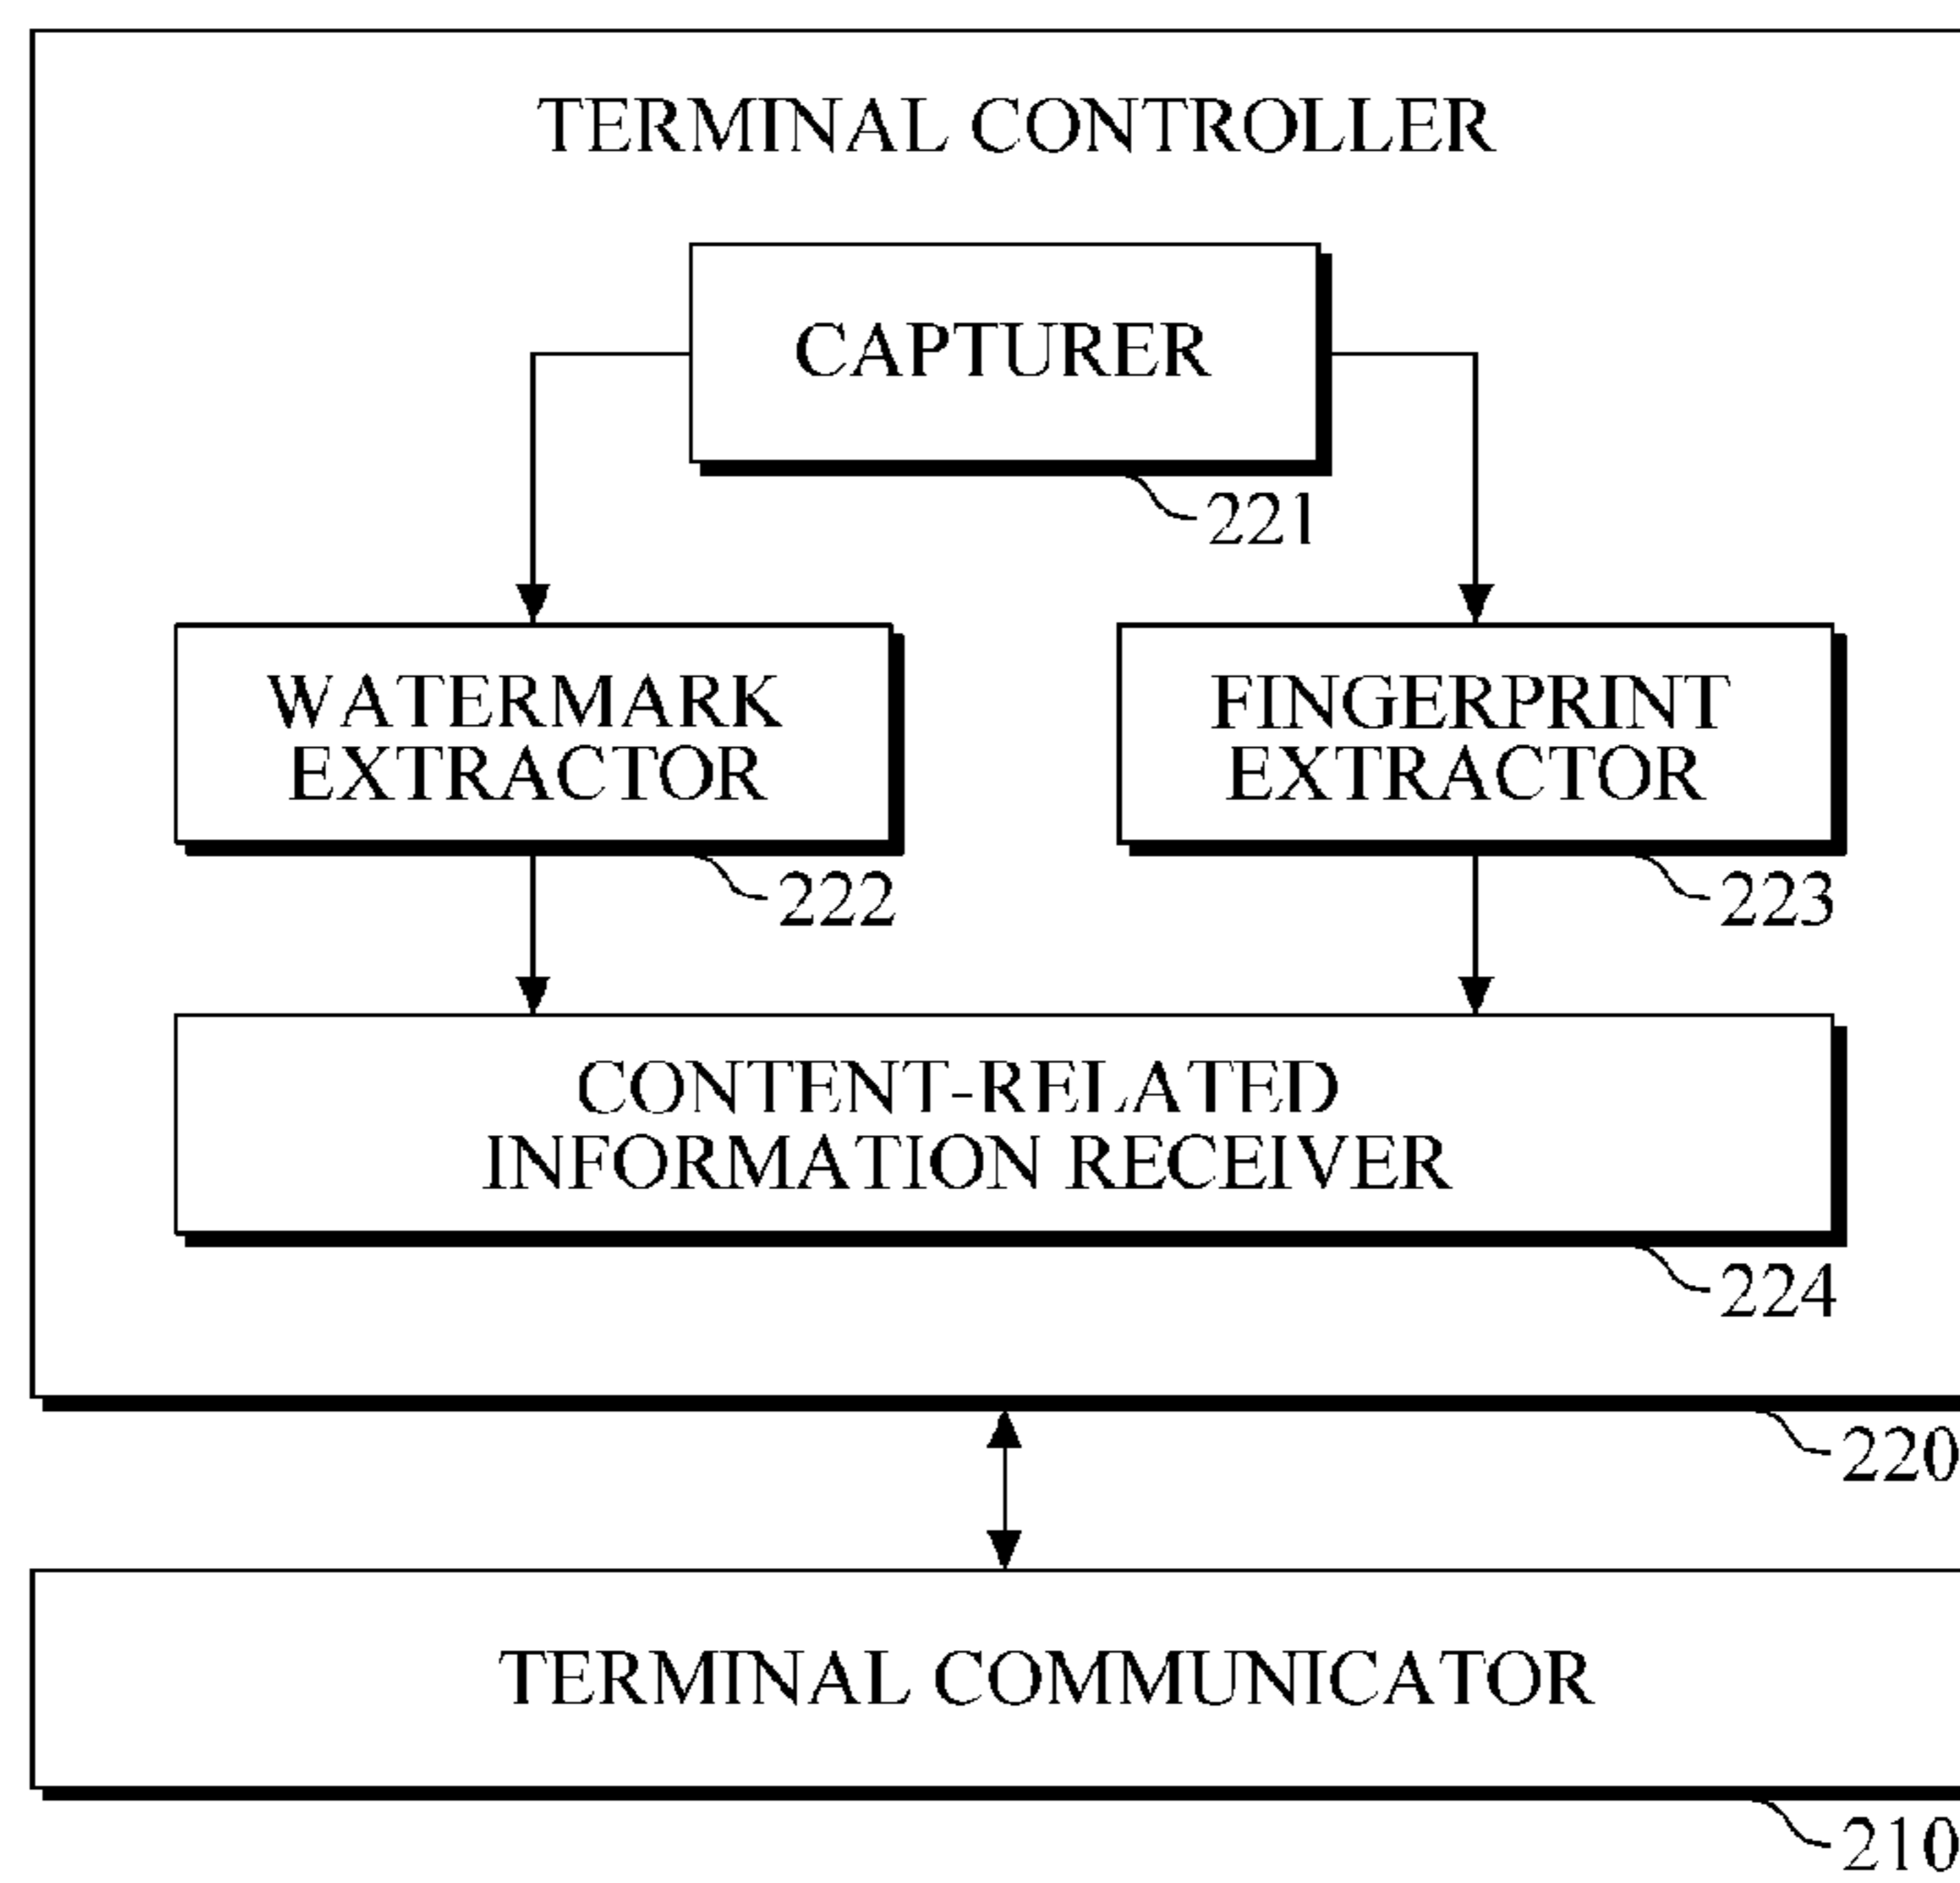 TERMINAL CONTROLLER
CAPTURER
221
WATERMARK
EXTRACTOR
222
FINGERPRINT
EXTRACTOR
223
CONTENT-RELATED
INFORMATION RECEIVER
224
220
TERMINAL COMMUNICATOR
210